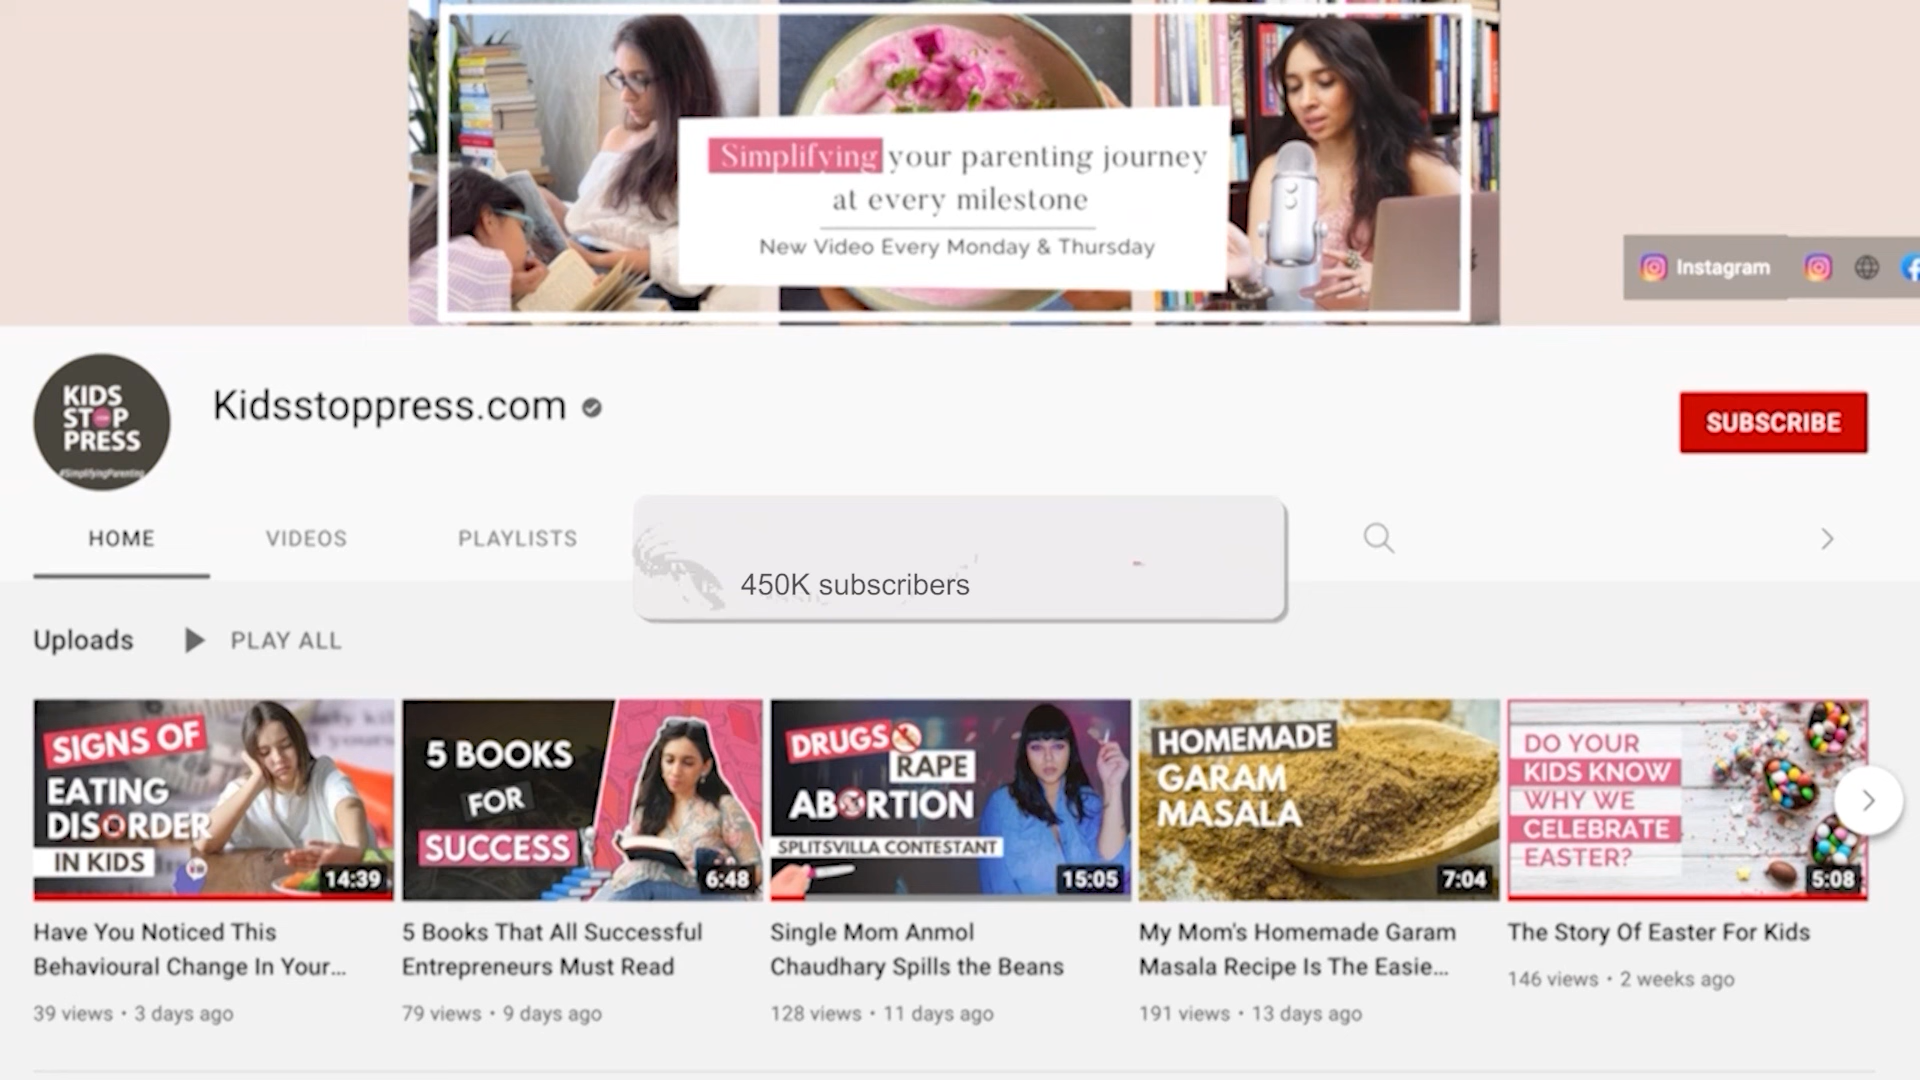 Simplifying your parenting journey
at every milestone
New Video Every Monday & Thursday
Instagram
KIDS
STOP
PRESS
#SimplifyingParenting
Kidsstoppress.com
SUBSCRIBE
HOME
VIDEOS
PLAYLISTS
450K subscribers
Uploads
PLAY ALL
SIGNS OF
EATING
DISORDER
IN KIDS
14:39
5 BOOKS
FOR
SUCCESS
6:48
DRUGS
RAPE
ABORTION
SPLITSVILLA CONTESTANT
15:05
HOMEMADE
GARAM
MASALA
7:04
DO YOUR
KIDS KNOW
WHY WE
CELEBRATE
EASTER?
5:08
Have You Noticed This
Behavioural Change In Your...
39 views • 3 days ago
5 Books That All Successful
Entrepreneurs Must Read
79 views • 9 days ago
Single Mom Anmol
Chaudhary Spills the Beans
128 views • 11 days ago
My Mom's Homemade Garam
Masala Recipe Is The Easie...
191 views • 13 days ago
The Story Of Easter For Kids
146 views • 2 weeks ago